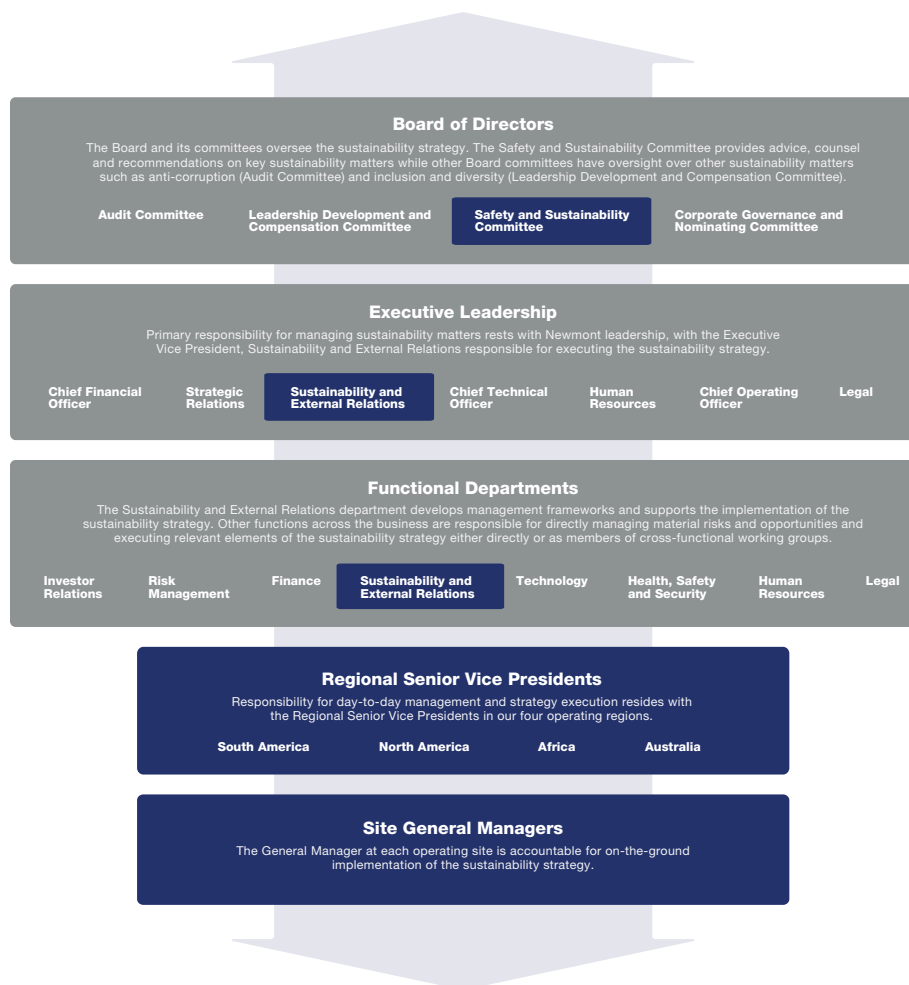 Board of Directors
The Board and its committees oversee the sustainability strategy. The Safety and Sustainability Committee provides advice, counsel
and recommendations on key sustainability matters while other Board committees have oversight over other sustainability matters
such as anti-corruption (Audit Committee) and inclusion and diversity (Leadership Development and Compensation Committee).
Audit Committee
Leadership Development and
Compensation Committee
Safety and Sustainability
Committee
Corporate Governance and
Nominating Committee
Executive Leadership
Primary responsibility for managing sustainability matters rests with Newmont leadership, with the Executive
Vice President, Sustainability and External Relations responsible for executing the sustainability strategy.
Chief Financial
Officer
Strategic
Relations
Sustainability and
External Relations
Chief Technical
Officer
Human
Resources
Chief Operating
Officer
Legal
Functional Departments
The Sustainability and External Relations department develops management frameworks and supports the implementation of the
sustainability strategy. Other functions across the business are responsible for directly managing material risks and opportunities and
executing relevant elements of the sustainability strategy either directly or as members of cross-functional working groups.
Investor
Relations
Risk
Management
Finance
Sustainability and
External Relations
Technology
Health, Safety
and Security
Human
Resources
Legal
Regional Senior Vice Presidents
Responsibility for day-to-day management and strategy execution resides with
the Regional Senior Vice Presidents in our four operating regions.
South America
North America
Africa
Australia
Site General Managers
The General Manager at each operating site is accountable for on-the-ground
implementation of the sustainability strategy.